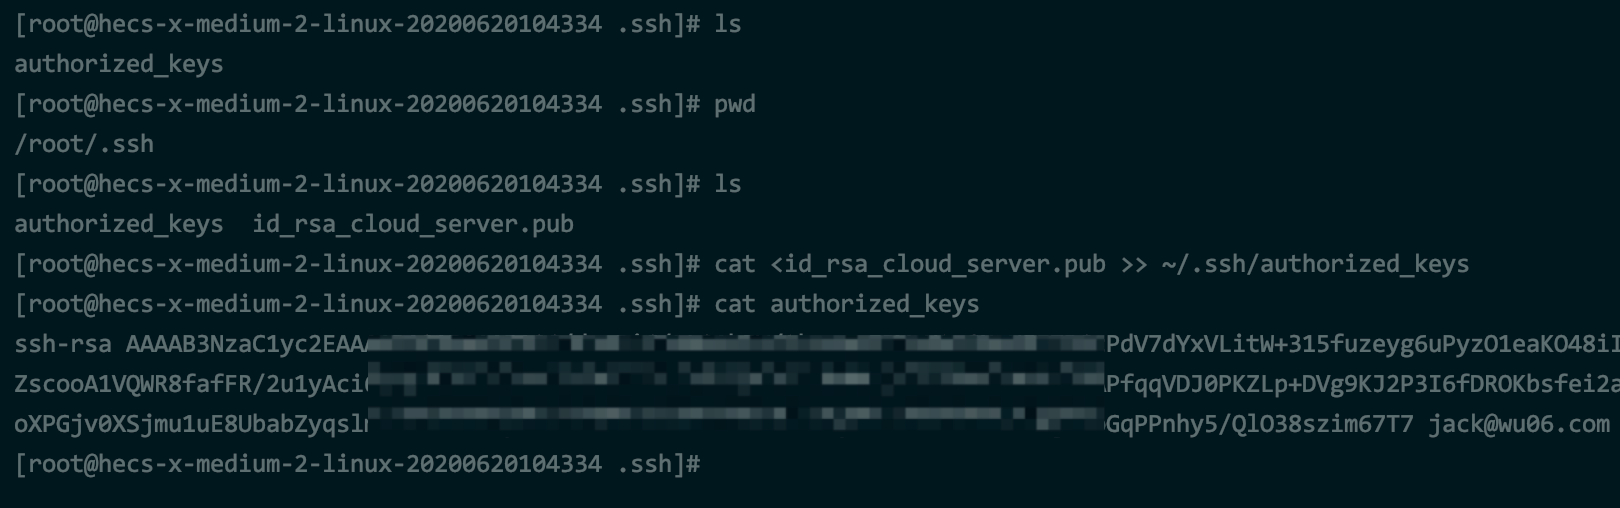 [root@hecs-x-medium-2-linux-20200620104334 .ssh]# ls
authorized_keys
[root@hecs-x-medium-2-linux-20200620104334 .ssh]# pwd
/root/.ssh
[root@hecs-x-medium-2-linux-20200620104334 .ssh]# ls
authorized_keys  id_rsa_cloud_server.pub
[root@hecs-x-medium-2-linux-20200620104334 .ssh]# cat <id_rsa_cloud_server.pub >> ~/.ssh/authorized_keys
[root@hecs-x-medium-2-linux-20200620104334 .ssh]# cat authorized_keys
ssh-rsa AAAAB3NzaC1yc2EAA PdV7dYxVLitW+315fuzeyg6uPyzO1eaKO48iI
ZscooA1VQWR8fafFR/2u1yAci PfqqVDJ0PKZLp+DVg9KJ2P3I6fDROKbsfei2a
oXPGjv0XSjmu1uE8UbabZyqsl GqPPnhy5/QlO38szim67T7 jack@wu06.com
[root@hecs-x-medium-2-linux-20200620104334 .ssh]#